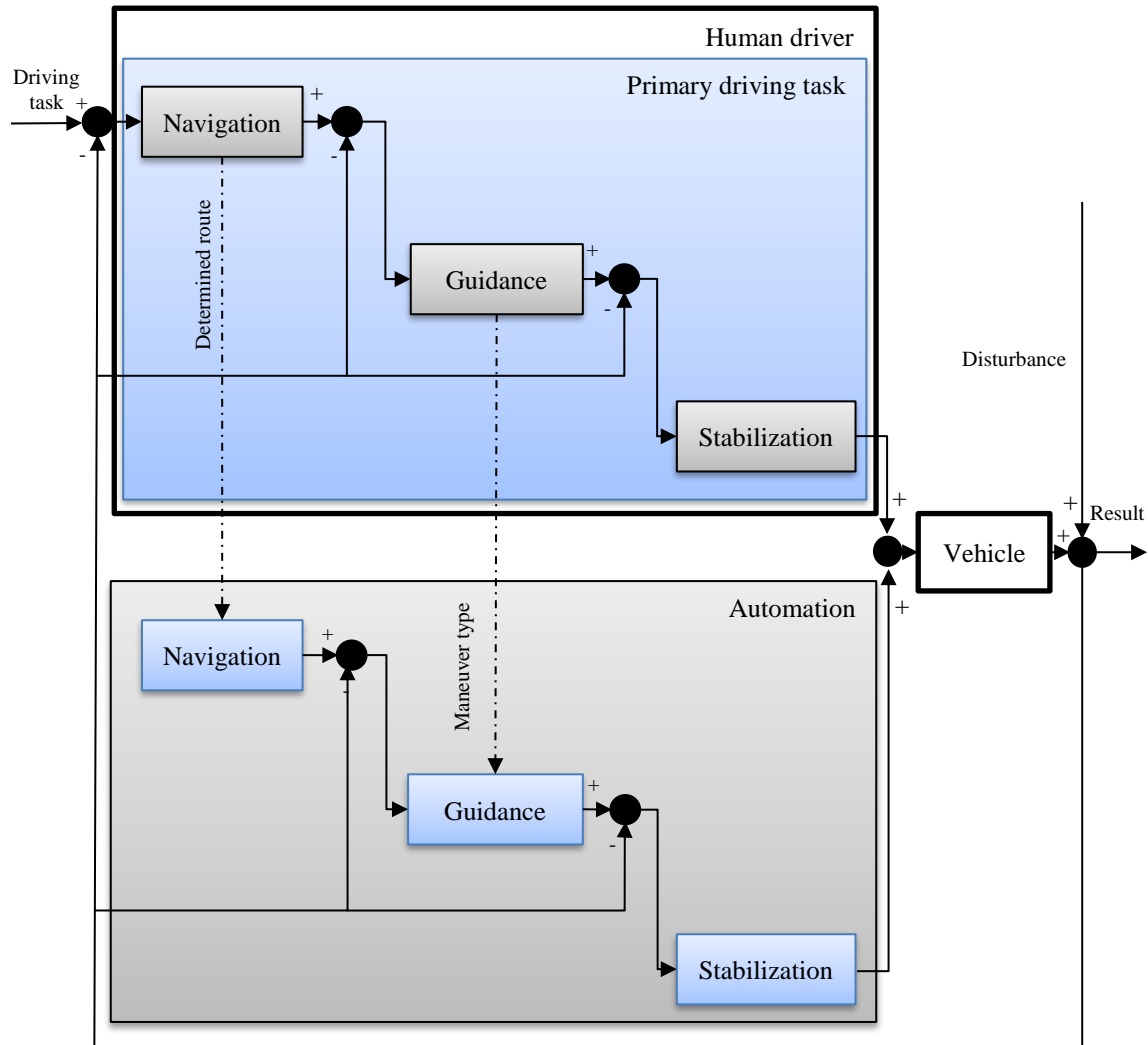 Human driver
Primary driving task
Driving
task
+
-
Navigation
+
-
Determined route
Guidance
+
-
Disturbance
Stabilization
+
+
Result
Vehicle
+
+
Automation
Navigation
+
-
Maneuver type
Guidance
+
-
Stabilization